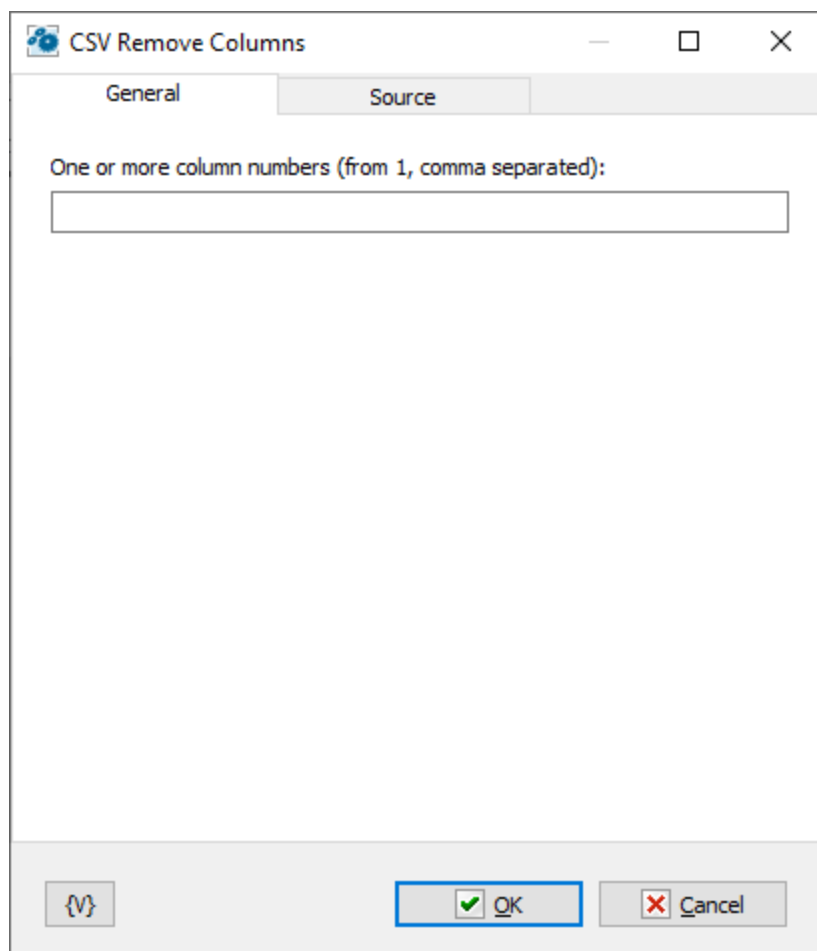 CSV Remove Columns
General
Source
One or more column numbers (from 1, comma separated):
{V}
OK
Cancel